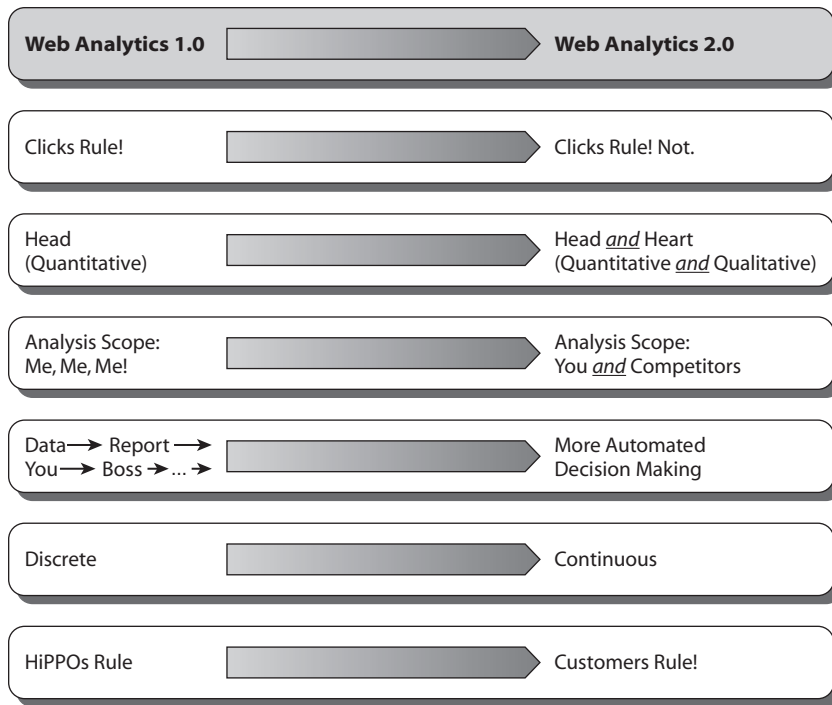 Web Analytics 1.0
Web Analytics 2.0
Clicks Rule!
Clicks Rule! Not.
Head
(Quantitative)
Head and Heart
(Quantitative and Qualitative)
Analysis Scope:
Me, Me, Me!
Analysis Scope:
You and Competitors
Data → Report →
You → Boss → ... →
More Automated
Decision Making
Discrete
Continuous
HiPPOs Rule
Customers Rule!